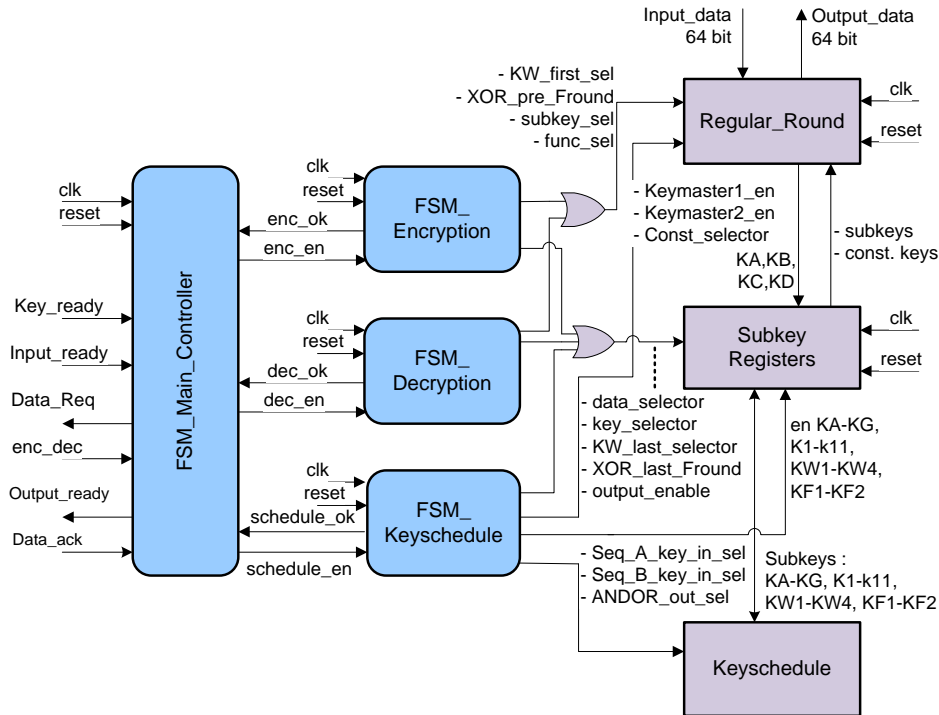 Input_data
64 bit
Output_data
64 bit
- KW_first_sel
- XOR_pre_Fround
- subkey_sel
- func_sel
Regular_Round
clk
reset
clk
reset
FSM_Main_Controller
clk
reset
enc_ok
enc_en
FSM_
Encryption
- Keymaster1_en
- Keymaster2_en
- Const_selector
KA,KB,
KC,KD
- subkeys
- const. keys
Key_ready
Input_ready
Data_Req
enc_dec
Output_ready
Data_ack
clk
reset
dec_ok
dec_en
FSM_
Decryption
Subkey
Registers
clk
reset
- data_selector
- key_selector
- KW_last_selector
- XOR_last_Fround
- output_enable
en KA-KG,
K1-k11,
KW1-KW4,
KF1-KF2
clk
reset
schedule_ok
schedule_en
FSM_
Keyschedule
- Seq_A_key_in_sel
- Seq_B_key_in_sel
- ANDOR_out_sel
Subkeys :
KA-KG, K1-k11,
KW1-KW4, KF1-KF2
Keyschedule